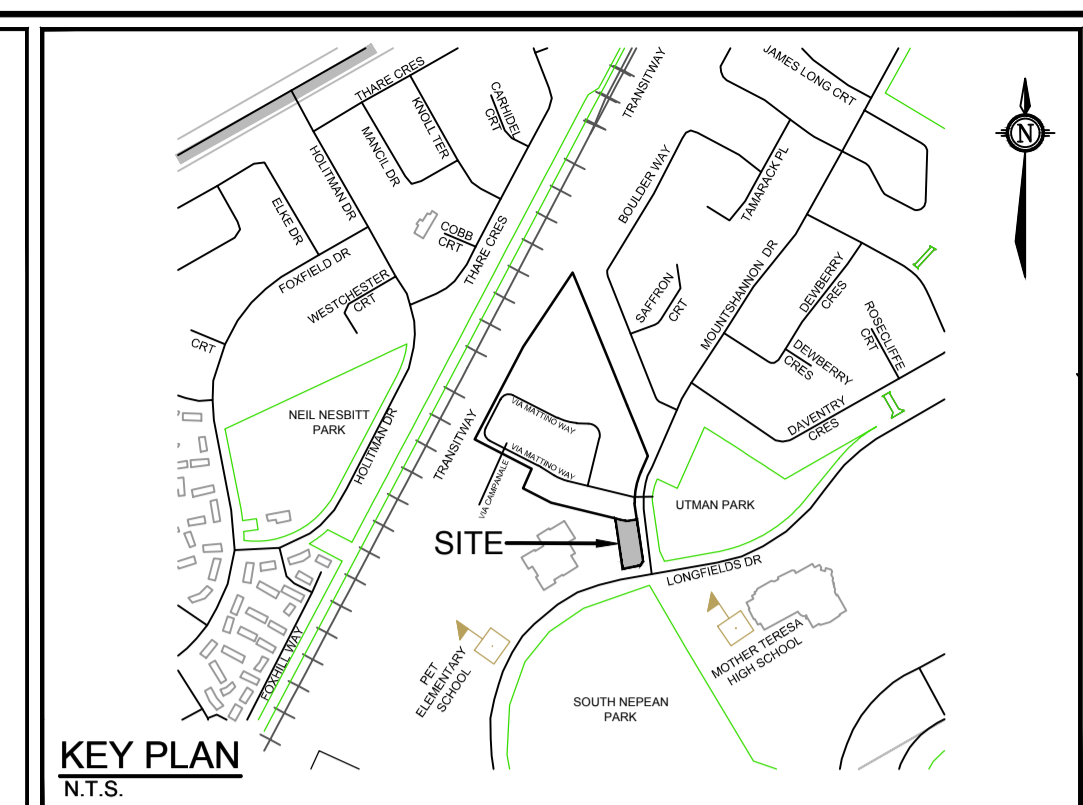 THARE CRES
CARHIDEL
CRT
KNOLL TER
MANCIL DR
HOLITMAN DR
ELKE DR
FOXFIELD DR
COBB
CRT
THARE CRES
WESTCHESTER
CRT
CRT
NEIL NESBITT
PARK
HOLITMAN DR
FOXHILL WAY
TRANSITWAY
TRANSITWAY
JAMES LONG CRT
BOULDER WAY
TAMARACK PL
SAFFRON
CRT
MOUNTSHANNON DR
DEWBERRY
CRES
DEWBERRY
CRES
ROSECLIFFE
CRT
DAVENTRY
CRES
N
VIA MATTINO WAY
VIA MATTINO WAY
VIA CAMPANALE
UTMAN PARK
SITE
LONGFIELDS DR
PET
ELEMENTARY
SCHOOL
MOTHER TERESA
HIGH SCHOOL
SOUTH NEPEAN
PARK
KEY PLAN
N.T.S.